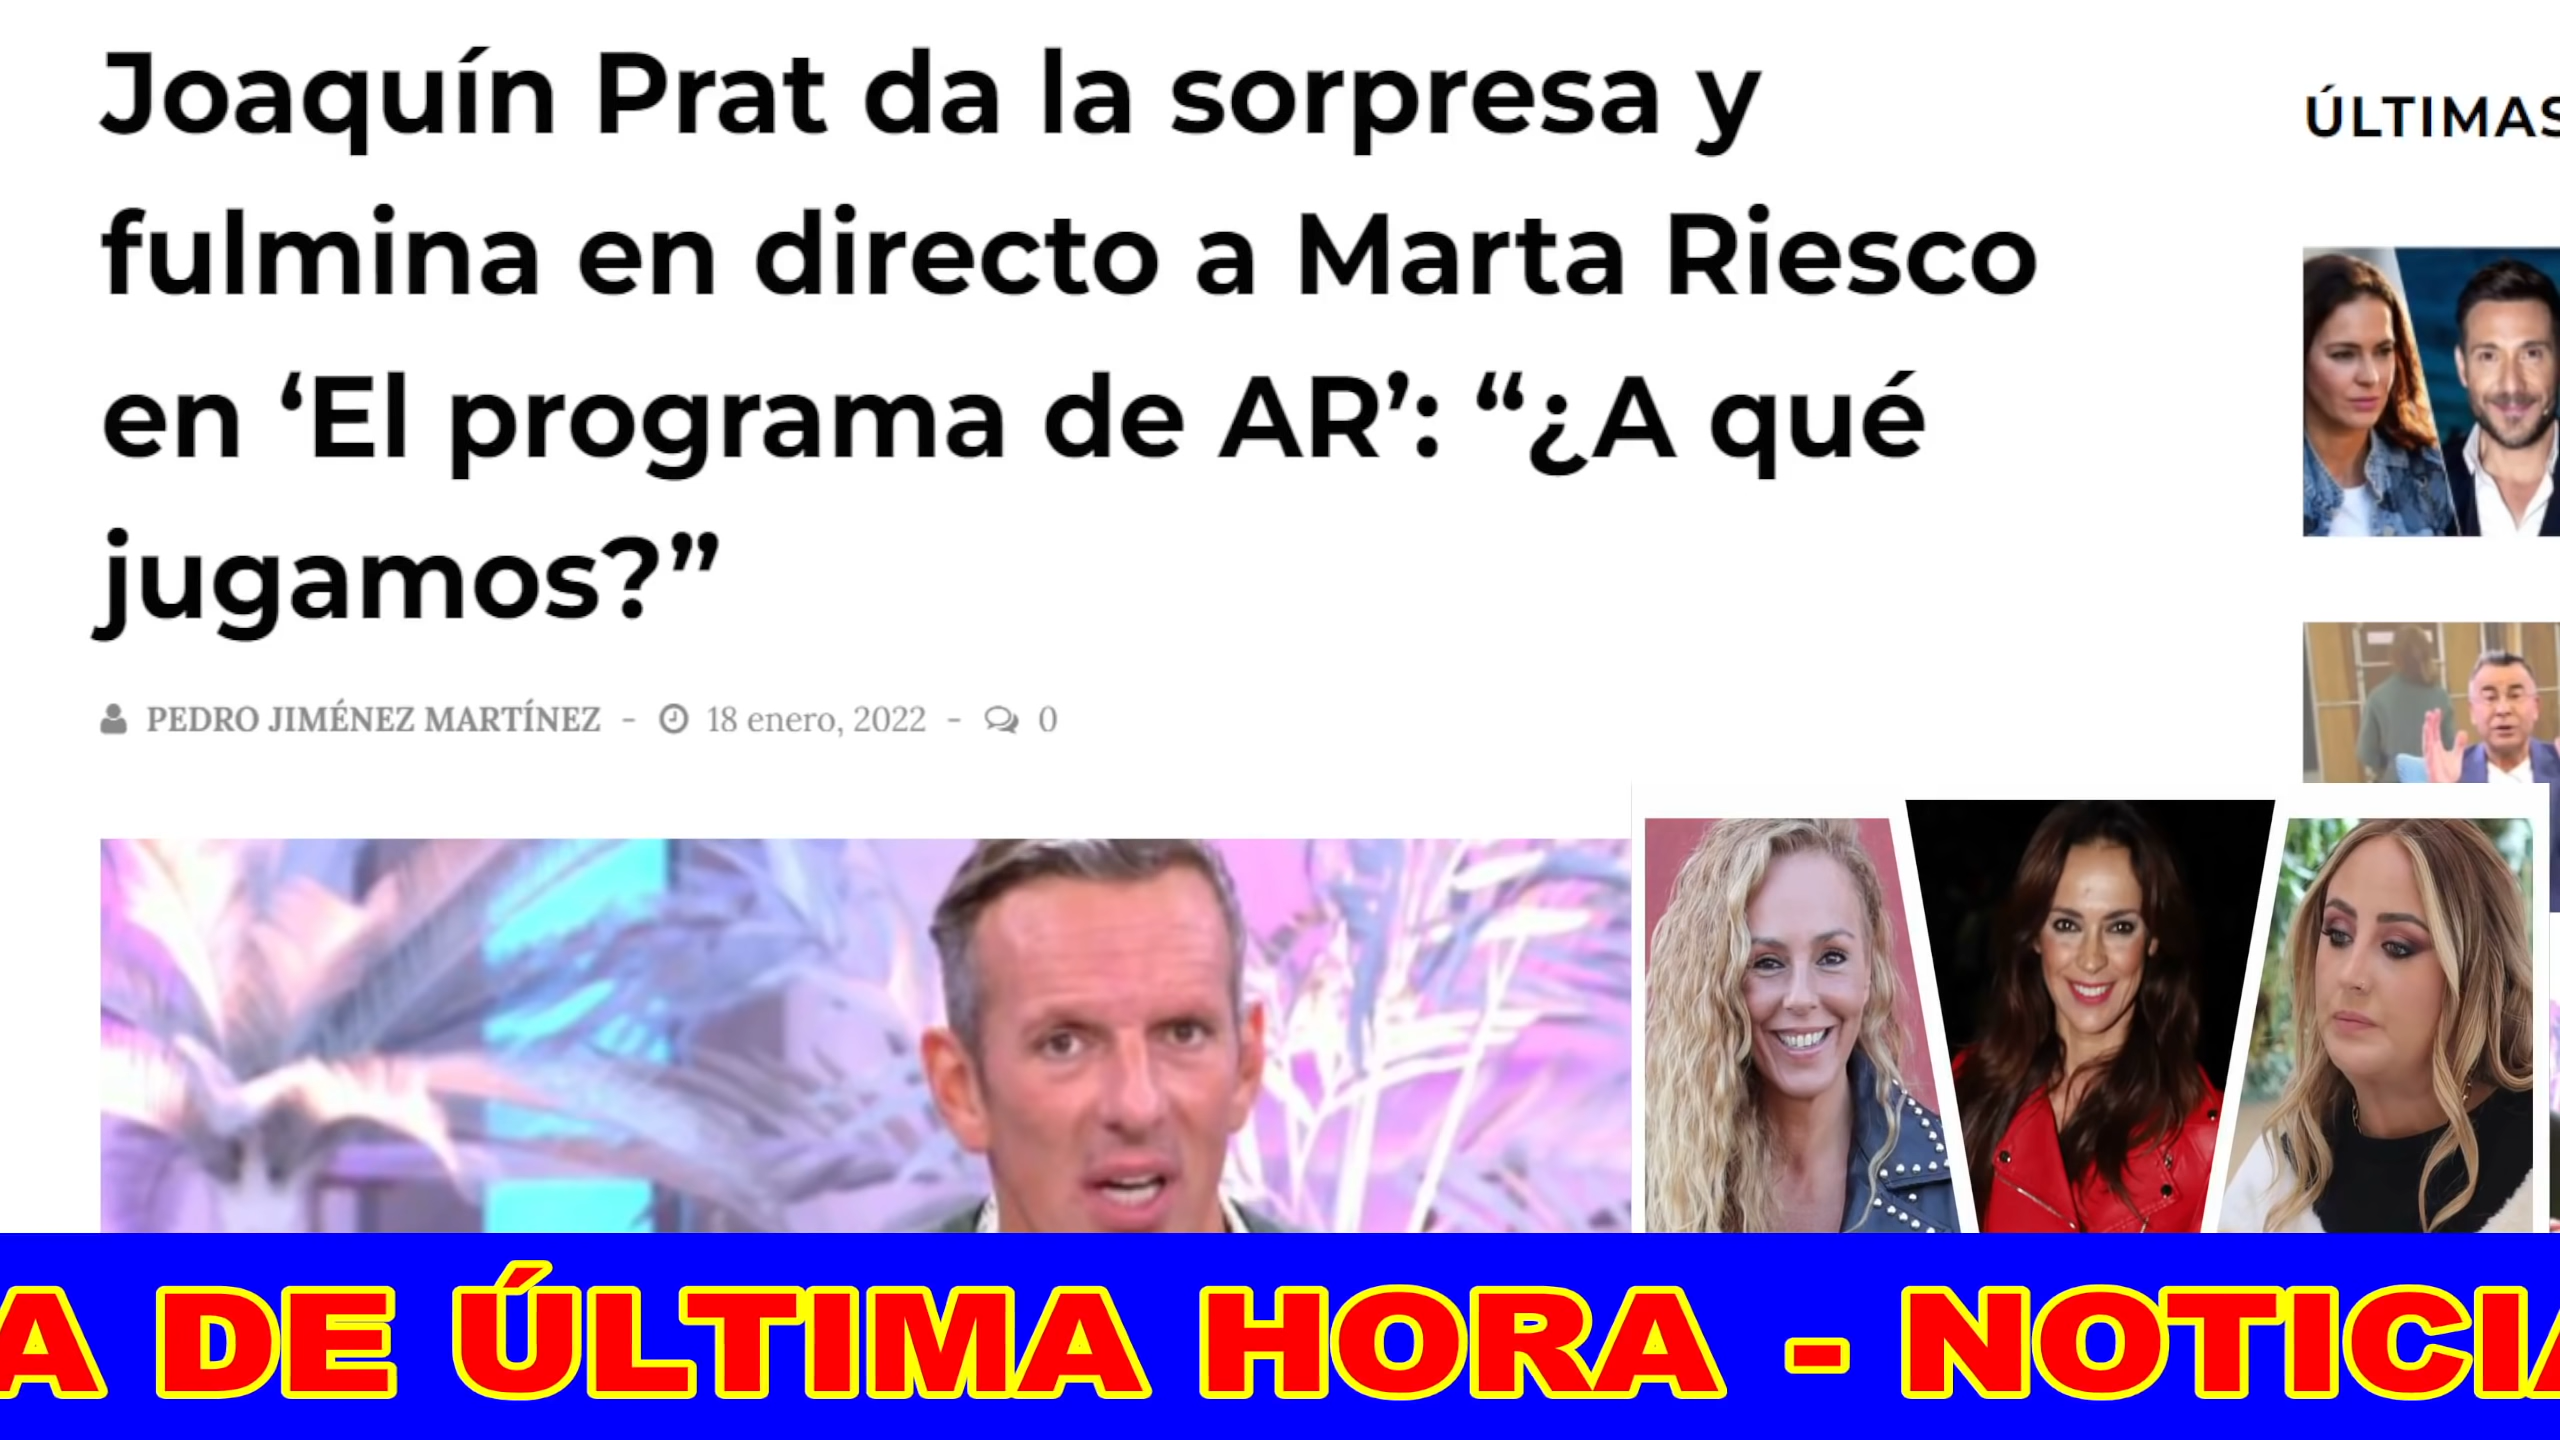 Joaquín Prat da la sorpresa y
fulmina en directo a Marta Riesco
en ‘El programa de AR’: “¿A qué
jugamos?”
PEDRO JIMÉNEZ MARTÍNEZ - 18 enero, 2022 - 0
ÚLTIMAS
A DE ÚLTIMA HORA - NOTICIA